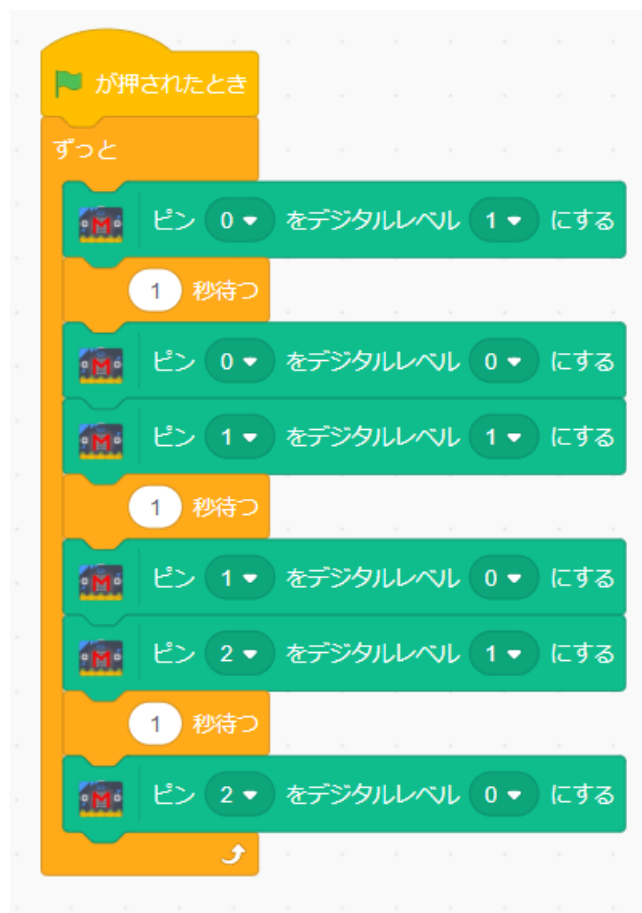 が押されたとき
ずっと
ピン 0 をデジタルレベル 1 にする
1 秒待つ
ピン 0 をデジタルレベル 0 にする
ピン 1 をデジタルレベル 1 にする
1 秒待つ
ピン 1 をデジタルレベル 0 にする
ピン 2 をデジタルレベル 1 にする
1 秒待つ
ピン 2 をデジタルレベル 0 にする